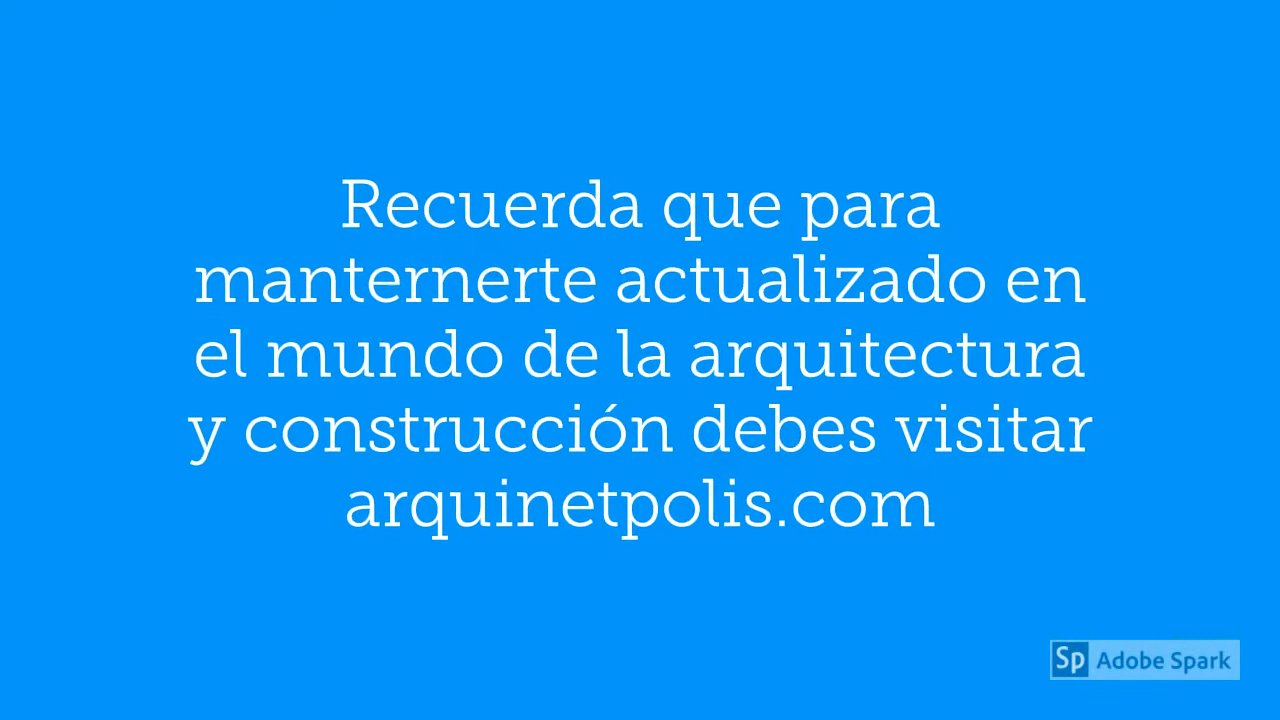 Recuerda que para
manternerte actualizado en
el mundo de la arquitectura
y construcción debes visitar
arquinetpolis.com
Sp Adobe Spark